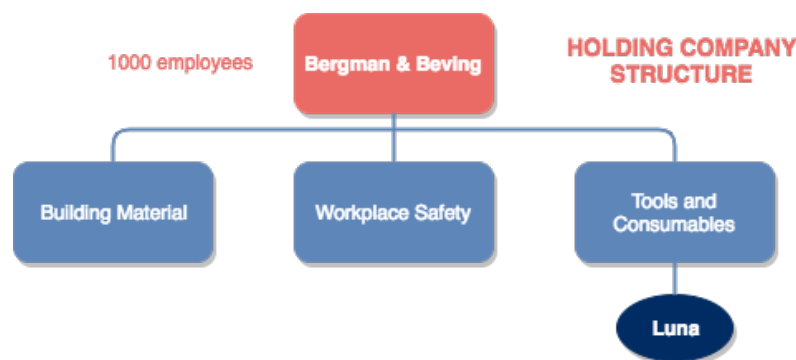 1000 employees
Bergman & Beving
HOLDING COMPANY
STRUCTURE
Building Material
Workplace Safety
Tools and
Consumables
Luna